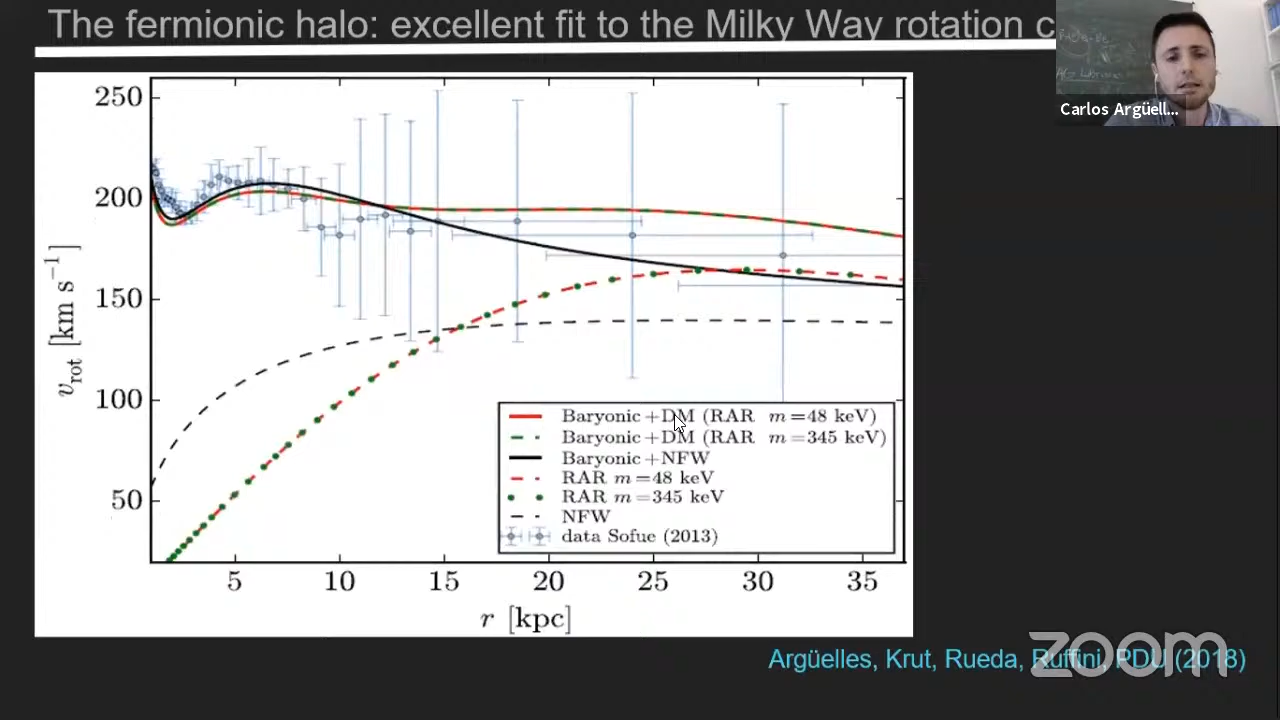 The fermionic halo: excellent fit to the Milky Way rotation c
Carlos Argüell...
250
200
150
100
50
v_rot [km s⁻¹]
Baryonic+DM (RAR m=48 keV)
Baryonic+DM (RAR m=345 keV)
Baryonic+NFW
RAR m=48 keV
RAR m=345 keV
NFW
data Sofue (2013)
5 10 15 20 25 30 35
r [kpc]
Argüelles, Krut, Rueda, Ruffini, PDU (2018)
zoom